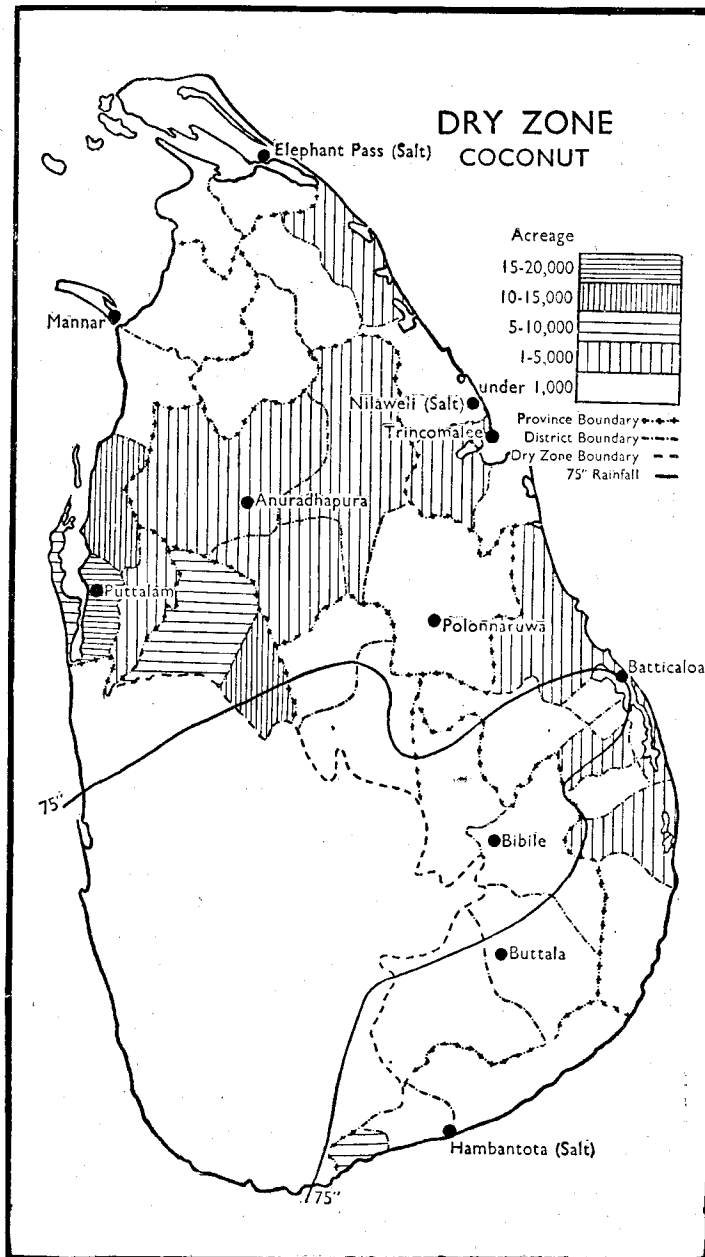 DRY ZONE
COCONUT
Elephant Pass (Salt)
Acreage
15-20,000
10-15,000
5-10,000
1-5,000
under 1,000
Province Boundary
District Boundary
Dry Zone Boundary
75" Rainfall
Mannar
Nilaweli (Salt)
Trincomalee
Anuradhapura
Puttalam
Polonnaruwa
Batticaloa
75"
Bibile
Buttala
Hambantota (Salt)
75"